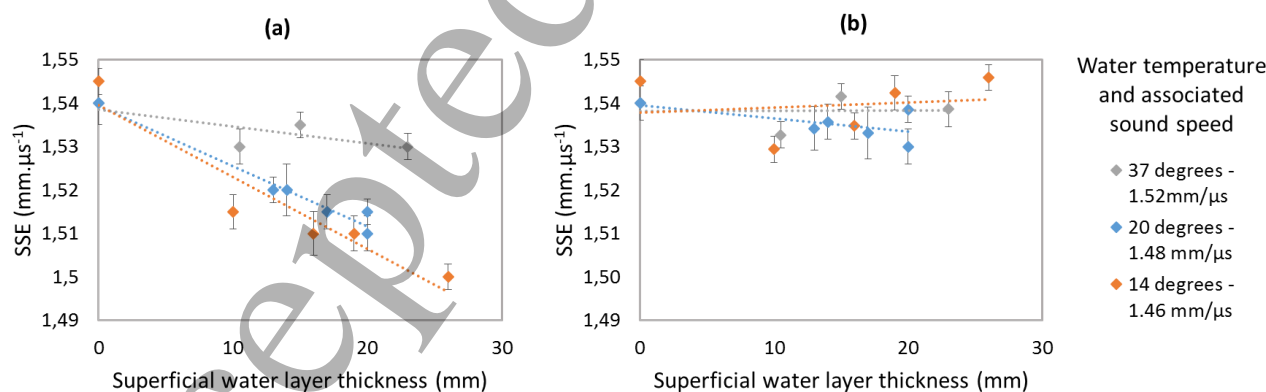 (a)
(b)
1,55
1,54
1,53
1,52
1,51
1,5
1,49
SSE (mm.µs-1)
0
10
20
30
Superficial water layer thickness (mm)
1,55
1,54
1,53
1,52
1,51
1,50
1,49
SSE (mm.µs-1)
0
10
20
30
Superficial water layer thickness (mm)
Water temperature
and associated
sound speed
37 degrees -
1.52mm/µs
20 degrees -
1.48 mm/µs
14 degrees -
1.46 mm/µs